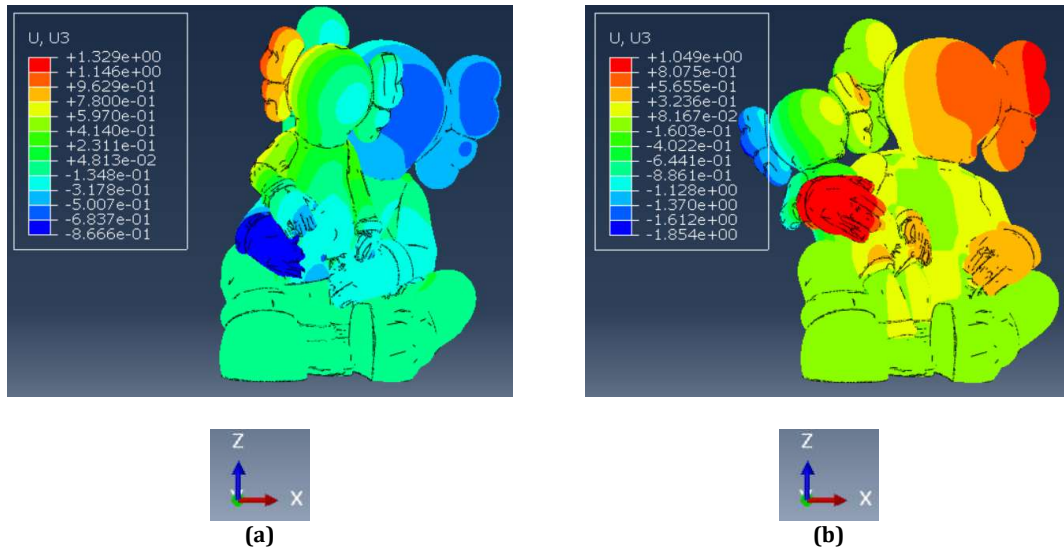 U, U3
+1.329e+00
+1.146e+00
+9.629e-01
+7.800e-01
+5.970e-01
+4.140e-01
+2.311e-01
+4.813e-02
-1.348e-01
-3.178e-01
-5.007e-01
-6.837e-01
-8.666e-01
U, U3
+1.049e+00
+8.075e-01
+5.655e-01
+3.236e-01
+8.167e-02
-1.603e-01
-4.022e-01
-6.441e-01
-8.861e-01
-1.128e+00
-1.370e+00
-1.612e+00
-1.854e+00
Z
X
Z
X
(a)
(b)